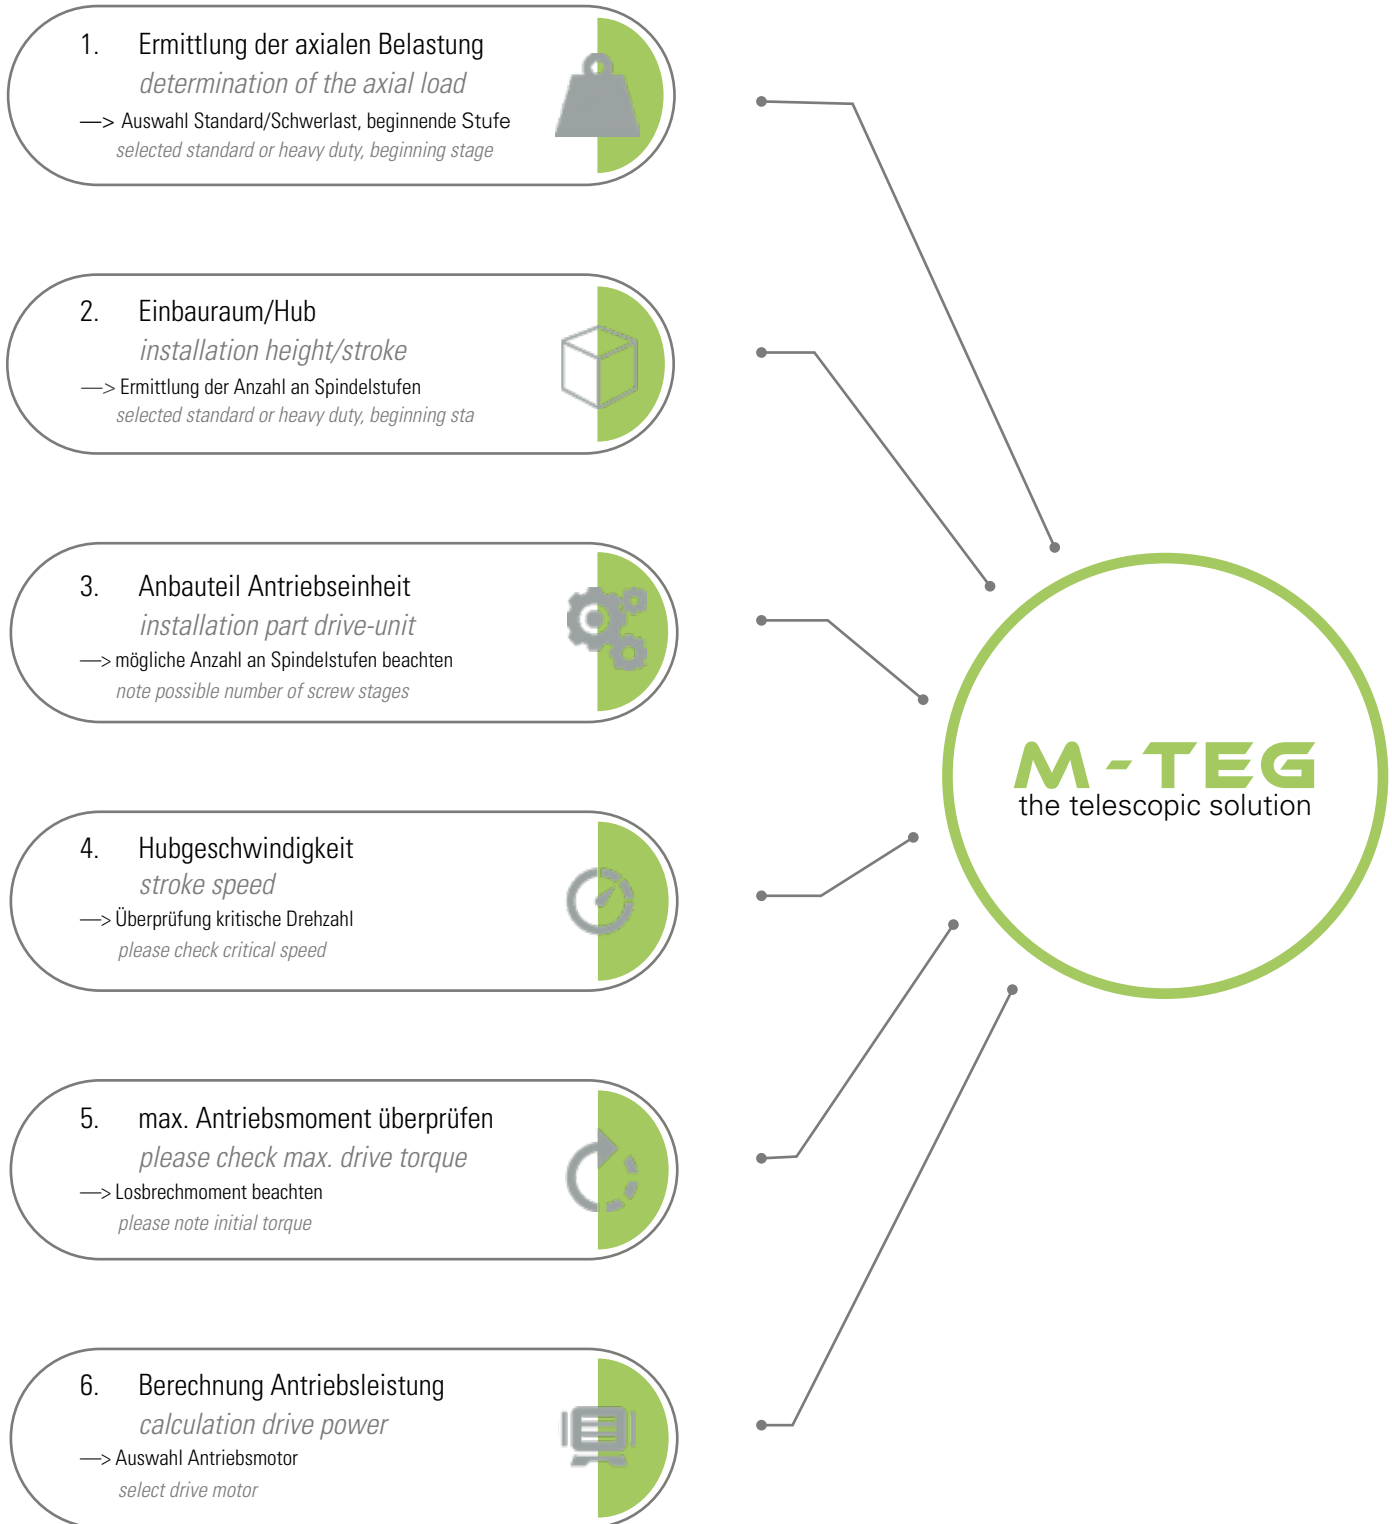 1. Ermittlung der axialen Belastung
determination of the axial load
—> Auswahl Standard/Schwerlast, beginnende Stufe
selected standard or heavy duty, beginning stage
2. Einbauraum/Hub
installation height/stroke
—> Ermittlung der Anzahl an Spindelstufen
selected standard or heavy duty, beginning sta
3. Anbauteil Antriebseinheit
installation part drive-unit
—> mögliche Anzahl an Spindelstufen beachten
note possible number of screw stages
4. Hubgeschwindigkeit
stroke speed
—> Überprüfung kritische Drehzahl
please check critical speed
5. max. Antriebsmoment überprüfen
please check max. drive torque
—> Losbrechmoment beachten
please note initial torque
6. Berechnung Antriebsleistung
calculation drive power
—> Auswahl Antriebsmotor
select drive motor
M-TEG
the telescopic solution